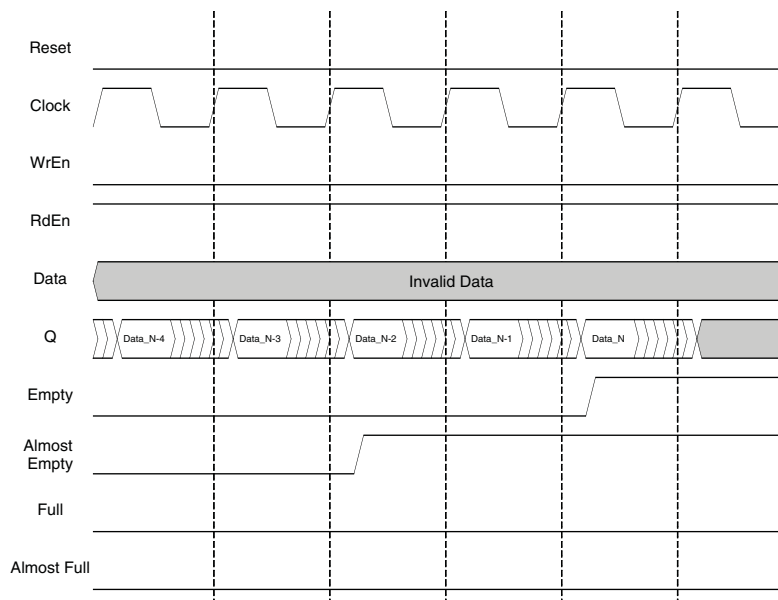 Reset
Clock
WrEn
RdEn
Data
Invalid Data
Q
Data_N-4
Data_N-3
Data_N-2
Data_N-1
Data_N
Empty
Almost
Empty
Full
Almost Full